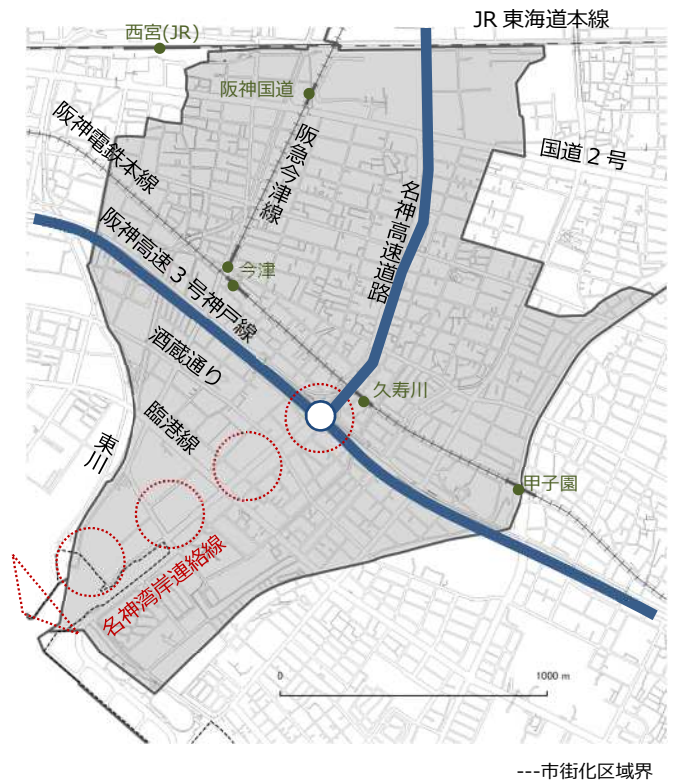 JR 東海道本線
西宮(JR)
阪神国道
阪神電鉄本線
阪急今津線
国道２号
名神高速道路
阪神高速３号神戸線
今津
酒蔵通り
久寿川
臨港線
東川
甲子園
名神湾岸連絡線
0
1000 m
---市街化区域界